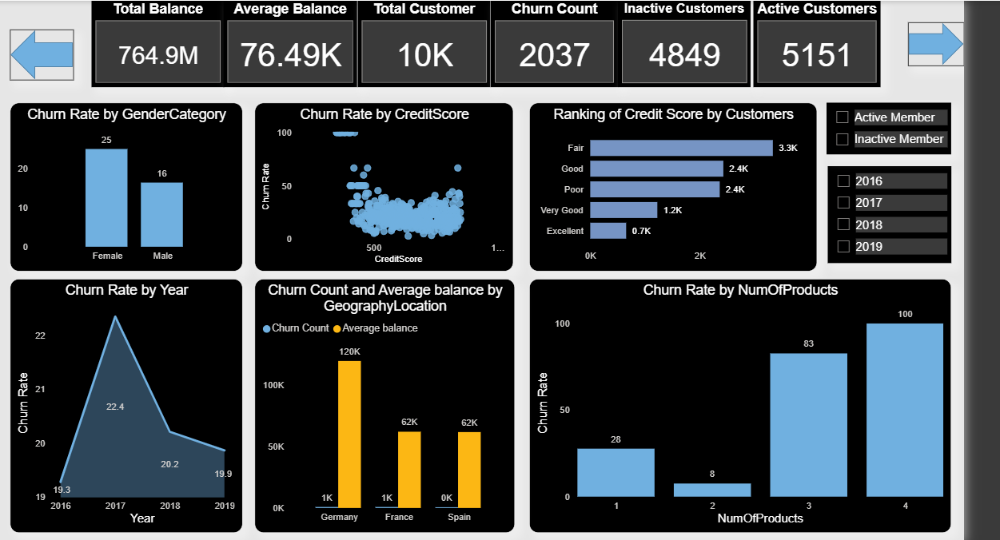 Total Balance
764.9M
Average Balance
76.49K
Total Customer
10K
Churn Count
2037
Inactive Customers
4849
Active Customers
5151
Churn Rate by GenderCategory
20
10
0
25
16
Female
Male
Churn Rate by CreditScore
Churn Rate
100
50
0
500
1...
CreditScore
Ranking of Credit Score by Customers
Fair
3.3K
Good
2.4K
Poor
2.4K
Very Good
1.2K
Excellent
0.7K
0K
2K
Active Member
Inactive Member
2016
2017
2018
2019
Churn Rate by Year
Churn Rate
22
21
20
19
19.3
22.4
20.2
19.9
2016
2017
2018
2019
Year
Churn Count and Average balance by
GeographyLocation
Churn Count
Average balance
100K
50K
0K
1K
120K
1K
62K
0K
62K
Germany
France
Spain
Churn Rate by NumOfProducts
Churn Rate
100
50
0
28
8
83
100
1
2
3
4
NumOfProducts